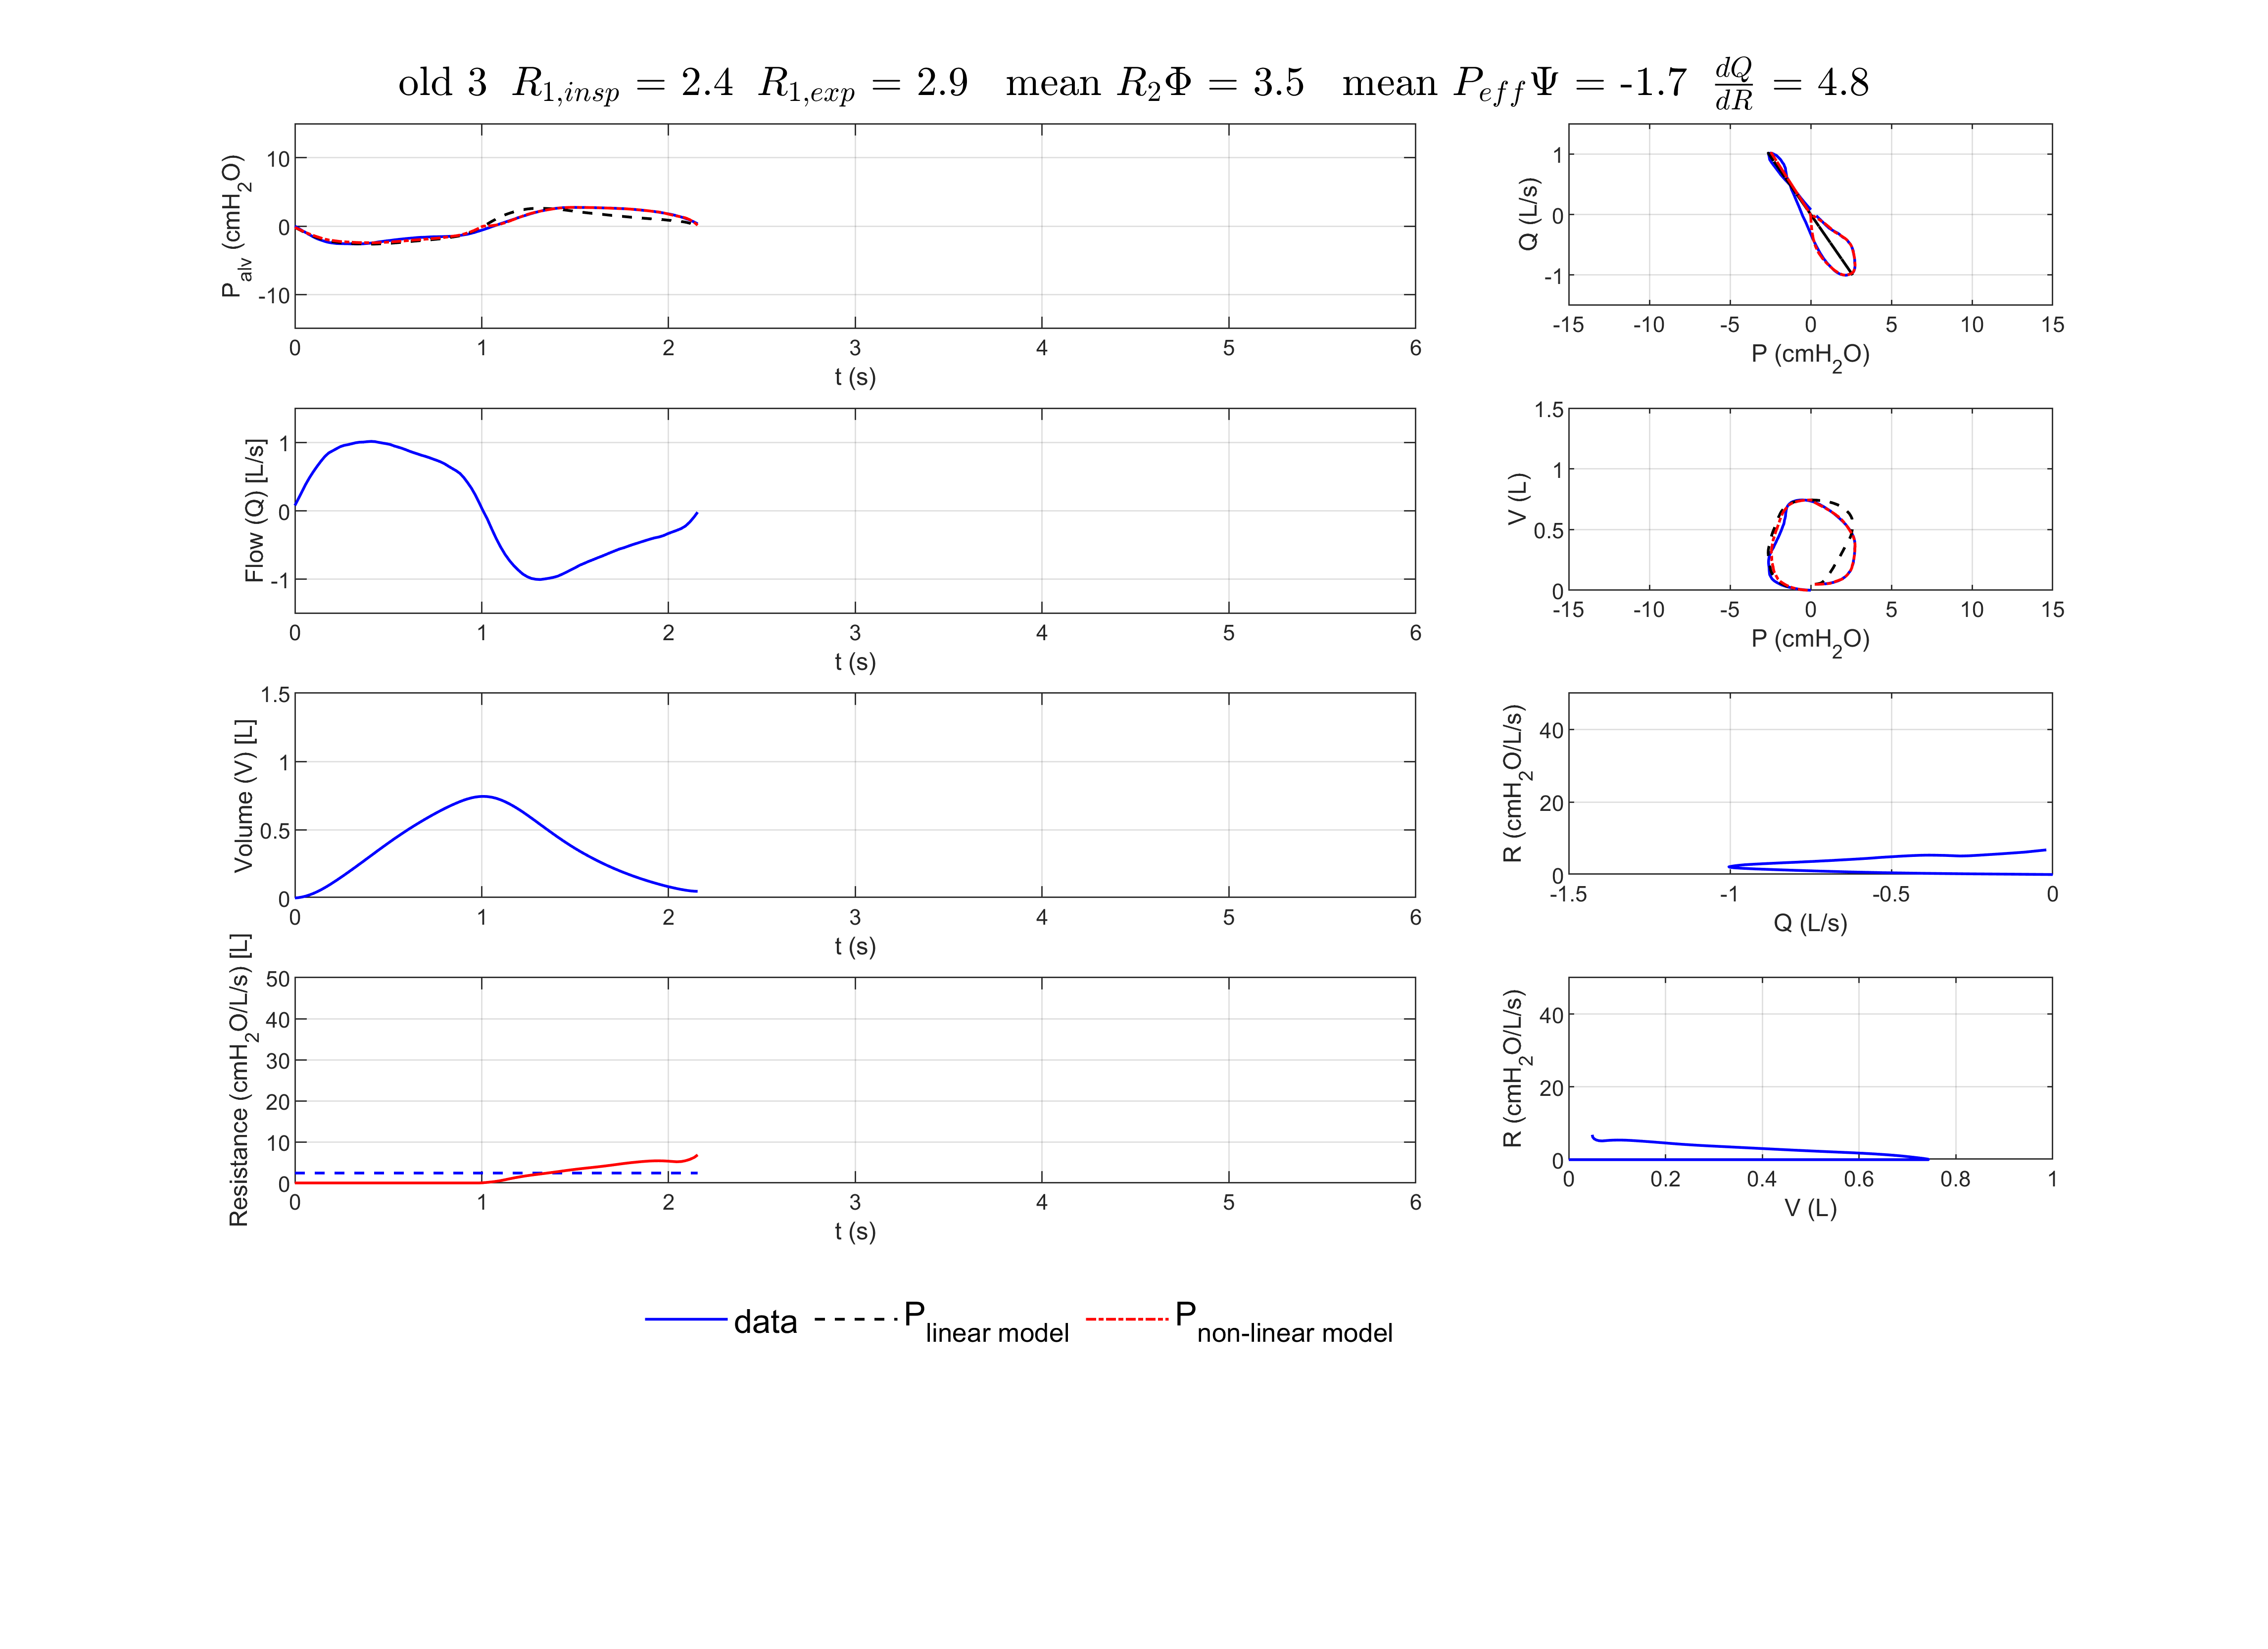 old 3 R1,insp = 2.4 R1,exp = 2.9 mean R2Φ = 3.5 mean PeffΨ = -1.7 dQ/dR = 4.8
Palv (cmH2O)
10
0
-10
0 1 2 3 4 5 6
t (s)
Q (L/s)
1
0
-1
-15 -10 -5 0 5 10 15
P (cmH2O)
Flow (Q) [L/s]
1
0
-1
0 1 2 3 4 5 6
t (s)
V (L)
1.5
1
0.5
0
-15 -10 -5 0 5 10 15
P (cmH2O)
Volume (V) [L]
1.5
1
0.5
0
0 1 2 3 4 5 6
t (s)
R (cmH2O/L/s)
40
20
0
-1.5 -1 -0.5 0
Q (L/s)
Resistance (cmH2O/L/s) [L]
50
40
30
20
10
0
0 1 2 3 4 5 6
t (s)
R (cmH2O/L/s)
40
20
0
0 0.2 0.4 0.6 0.8 1
V (L)
data Plinear model Pnon-linear model